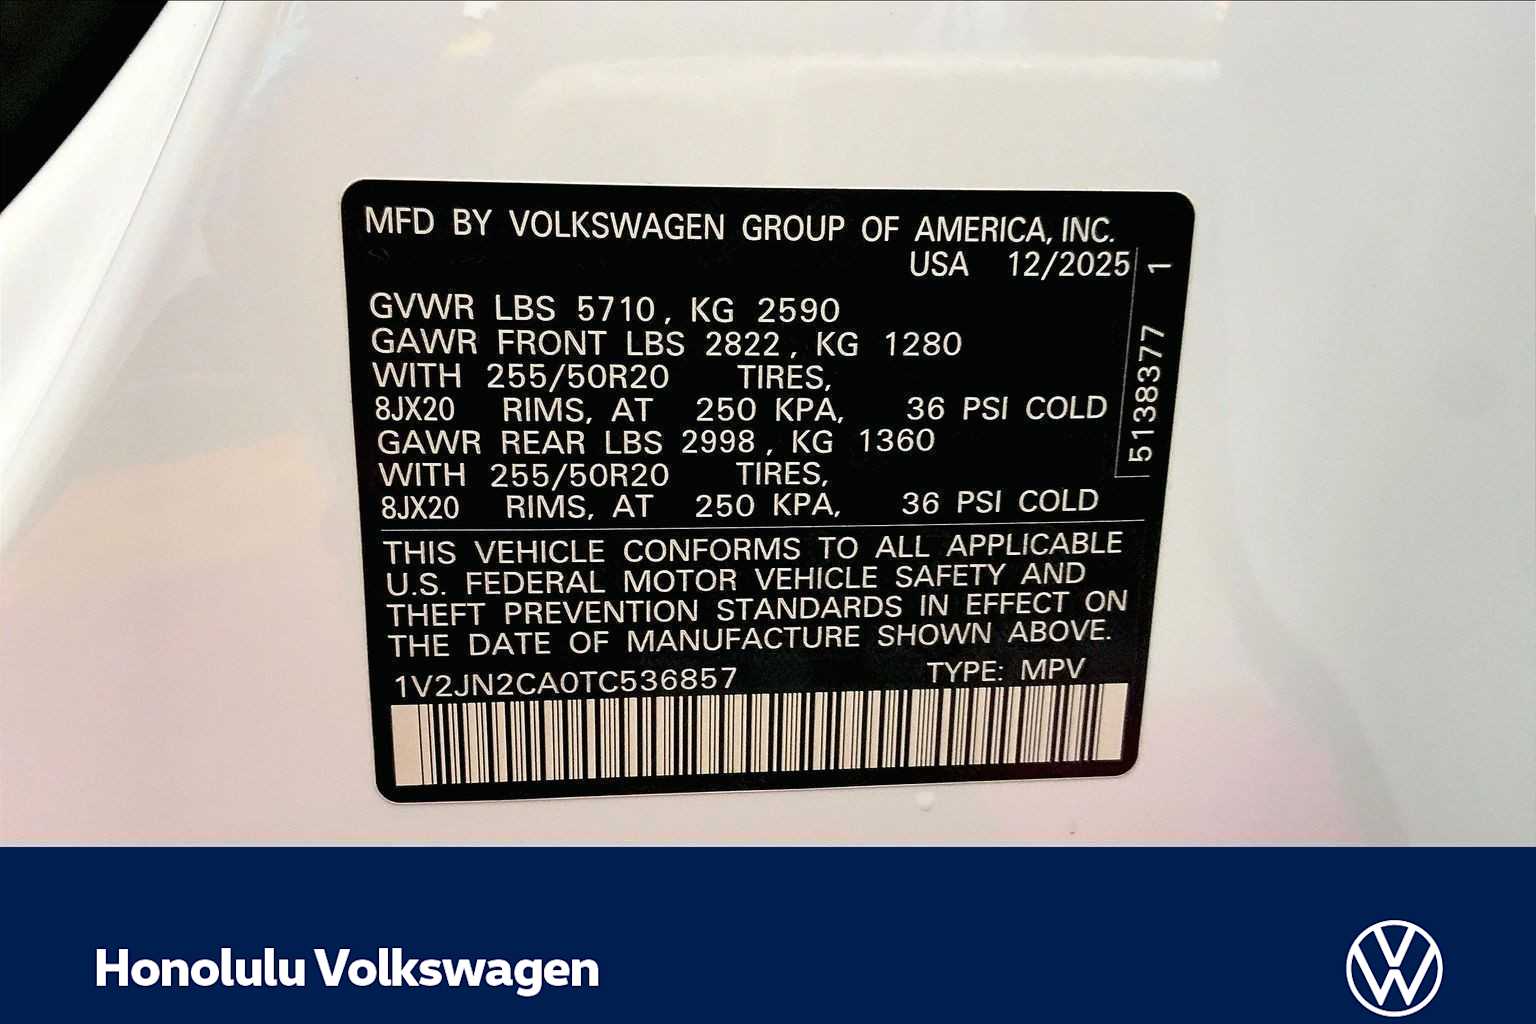 MFD BY VOLKSWAGEN GROUP OF AMERICA, INC.
USA 12/2025
GVWR LBS 5710, KG 2590
GAWR FRONT LBS 2822, KG 1280
WITH 255/50R20 TIRES,
8JX20 RIMS, AT 250 KPA, 36 PSI COLD
GAWR REAR LBS 2998, KG 1360
WITH 255/50R20 TIRES,
8JX20 RIMS, AT 250 KPA, 36 PSI COLD
5138377 1
THIS VEHICLE CONFORMS TO ALL APPLICABLE
U.S. FEDERAL MOTOR VEHICLE SAFETY AND
THEFT PREVENTION STANDARDS IN EFFECT ON
THE DATE OF MANUFACTURE SHOWN ABOVE.
1V2JN2CA0TC536857 TYPE: MPV
Honolulu Volkswagen